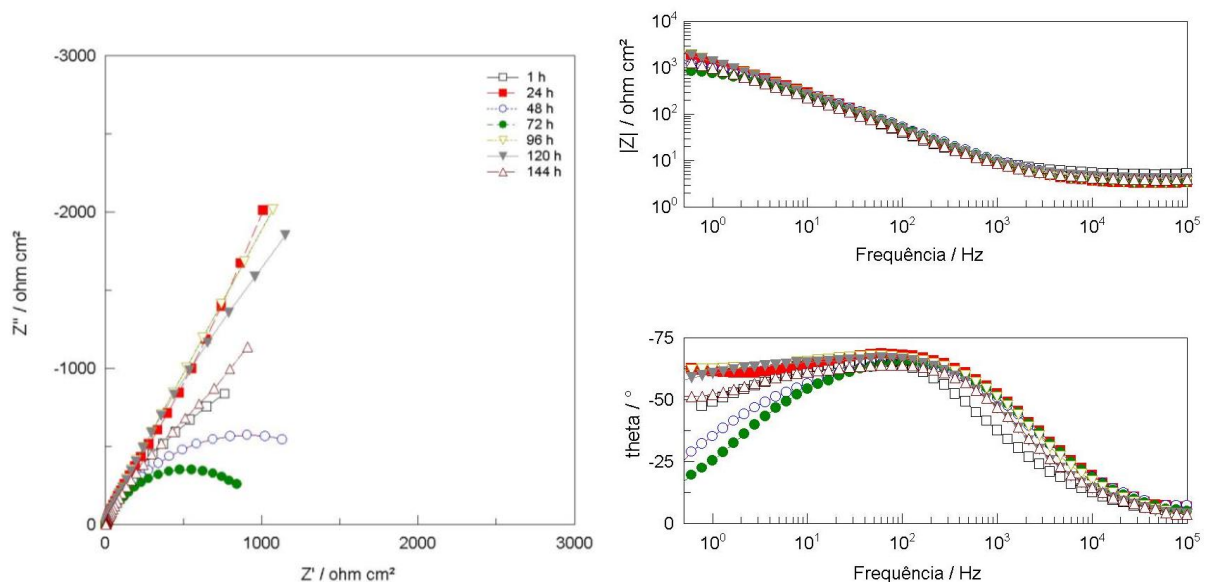 -3000
-2000
-1000
0
0
1000
2000
3000
Z'' / ohm cm²
Z' / ohm cm²
1 h
24 h
48 h
72 h
96 h
120 h
144 h
10⁴
10³
10²
10¹
10⁰
|Z| / ohm cm²
10⁰
10¹
10²
10³
10⁴
10⁵
Frequência / Hz
-75
-50
-25
0
theta / °
10⁰
10¹
10²
10³
10⁴
10⁵
Frequência / Hz